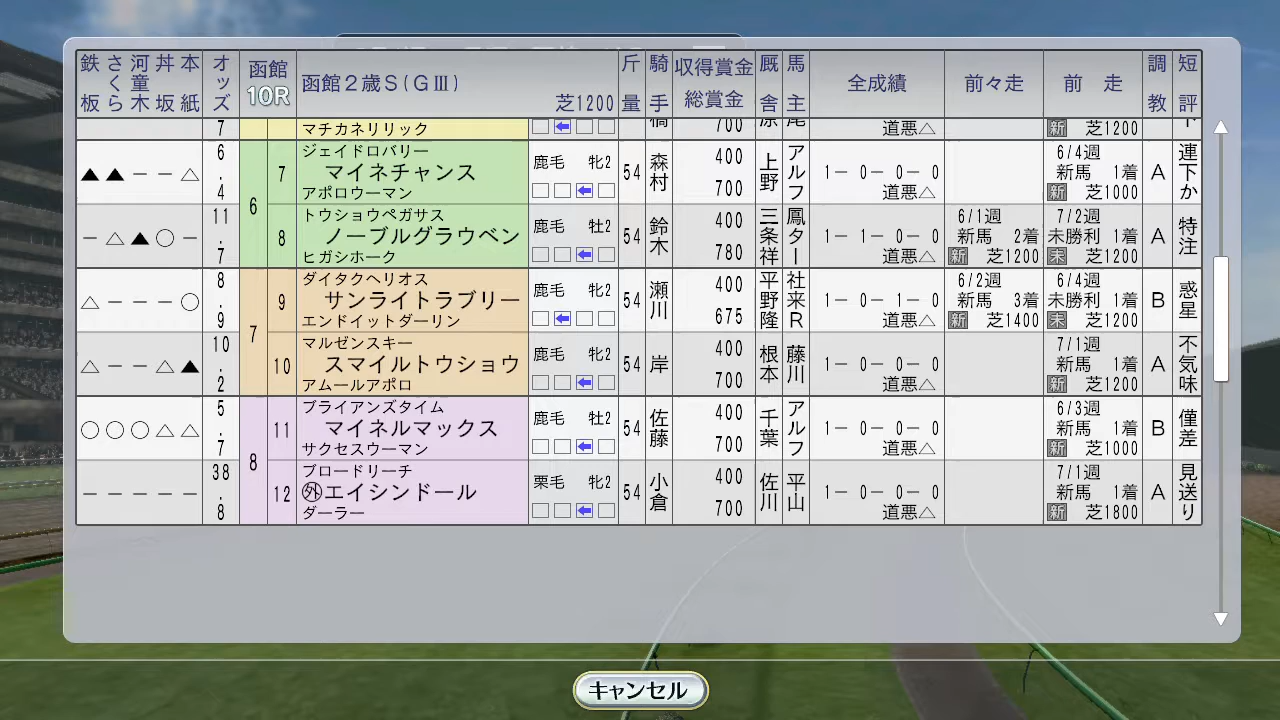 鉄板 さくら 河童木 丼坂 本紙 オッズ 函館10R 函館2歳S(GⅢ) 芝1200 斤量 騎手 収得賞金 総賞金 厩舎 馬主 全成績 前々走 前走 調教 短評
7 マチカネリリック 700 道悪△ 新 芝1200
▲▲--△ 6.4 6 7 ジェイドロバリー 鹿毛 牝2 54 森村 400 上野 アルフ 1-0-0-0 6/4週 A 連下か
マイネチャンス 新馬 1着
アポロウーマン 700 道悪△ 新 芝1000
-△▲○- 11.7 8 トウショウペガサス 鹿毛 牡2 54 鈴木 400 三条祥 鳳ター 1-1-0-0 6/1週 7/2週 A 特注
ノーブルグラウベン 新馬 2着 未勝利 1着
ヒガシホーク 780 道悪△ 新 芝1200 未 芝1200
△---○ 8.9 7 9 ダイタクヘリオス 鹿毛 牝2 54 瀬川 400 平野隆 社来R 1-0-1-0 6/2週 6/4週 B 惑星
サンライトラブリー 新馬 3着 未勝利 1着
エンドイットダーリン 675 道悪△ 新 芝1400 未 芝1200
△--△▲ 10.2 10 マルゼンスキー 鹿毛 牝2 54 岸 400 根本 藤川 1-0-0-0 7/1週 A 不気味
スマイルトウショウ 新馬 1着
アムールアポロ 700 道悪△ 新 芝1200
○○○△△ 5.7 8 11 ブライアンズタイム 鹿毛 牡2 54 佐藤 400 千葉 アルフ 1-0-0-0 6/3週 B 僅差
マイネルマックス 新馬 1着
サクセスウーマン 700 道悪△ 新 芝1000
----- 38.8 12 ブロードリーチ 栗毛 牝2 54 小倉 400 佐川 平山 1-0-0-0 7/1週 A 見送り
外エイシンドール 新馬 1着
ダーラー 700 道悪△ 新 芝1800
キャンセル